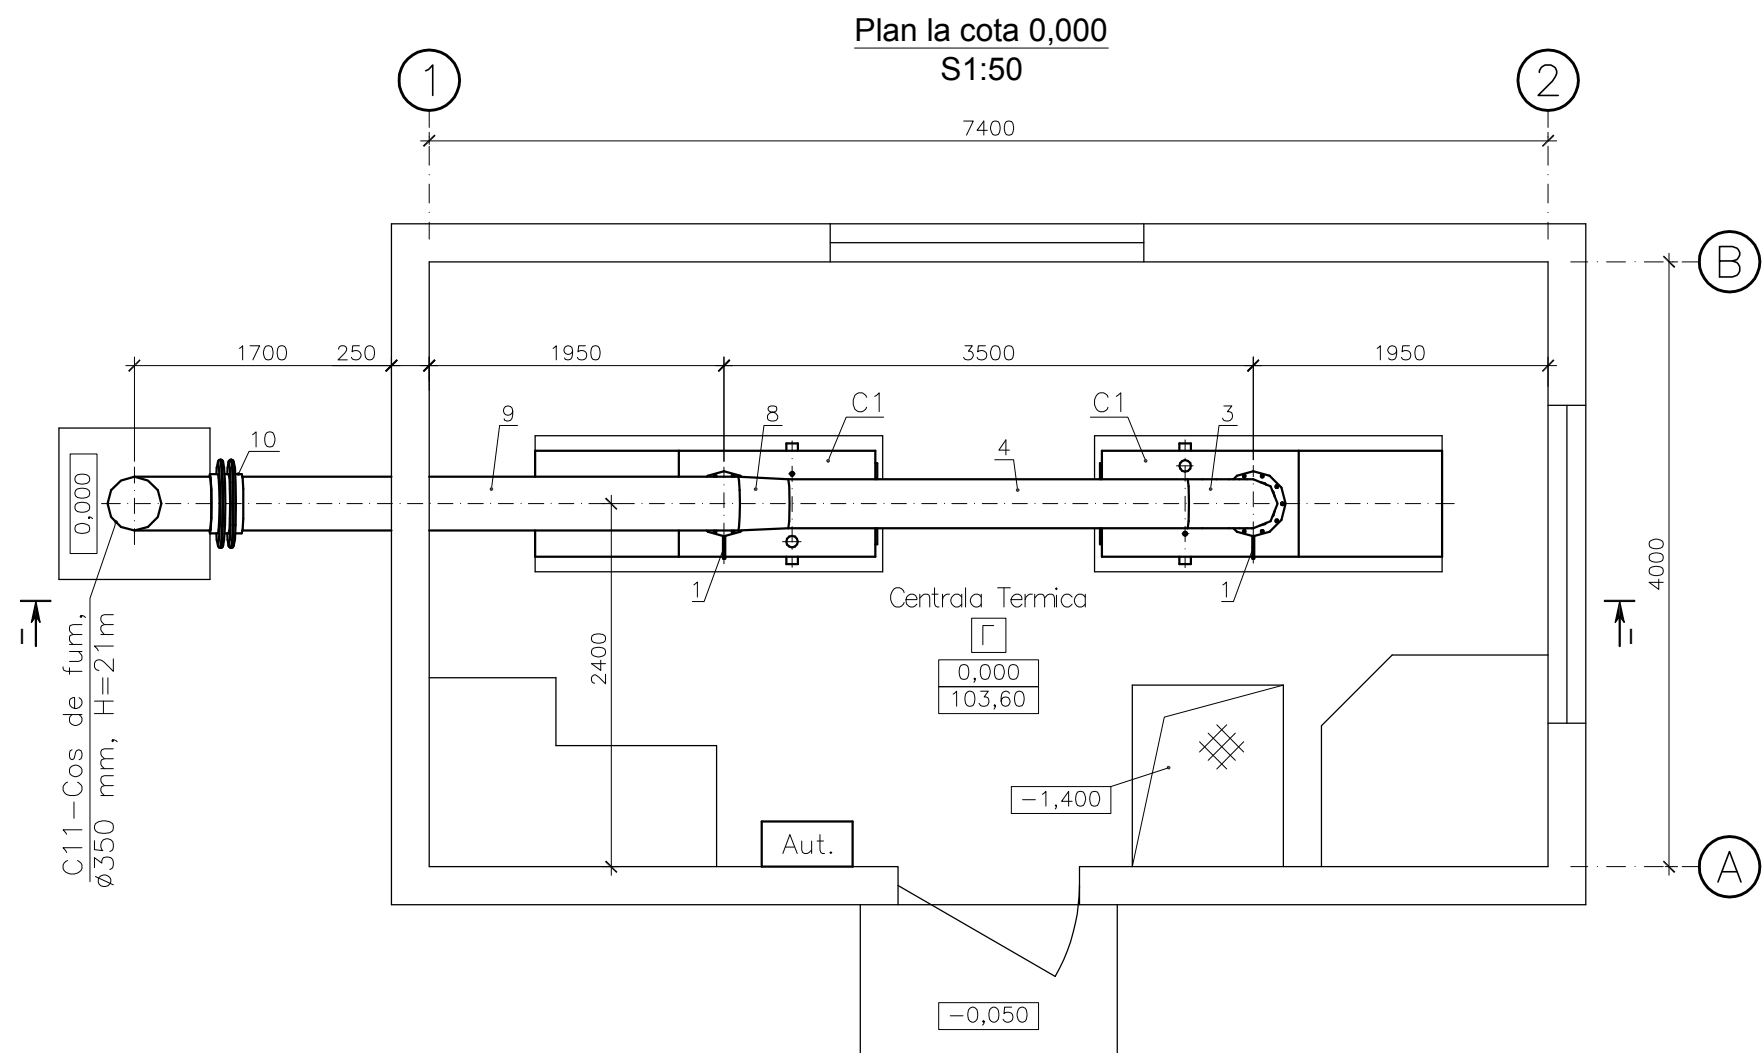 Plan la cota 0,000
S1:50
1
2
7400
B
1700
250
1950
3500
1950
9
8
C1
C1
4
3
10
0,000
1
1
Centrala Termica
Г
0,000
103,60
2400
4000
I
I
C11-Cos de fum,
ø350 mm, H=21m
-1,400
Aut.
A
-0,050